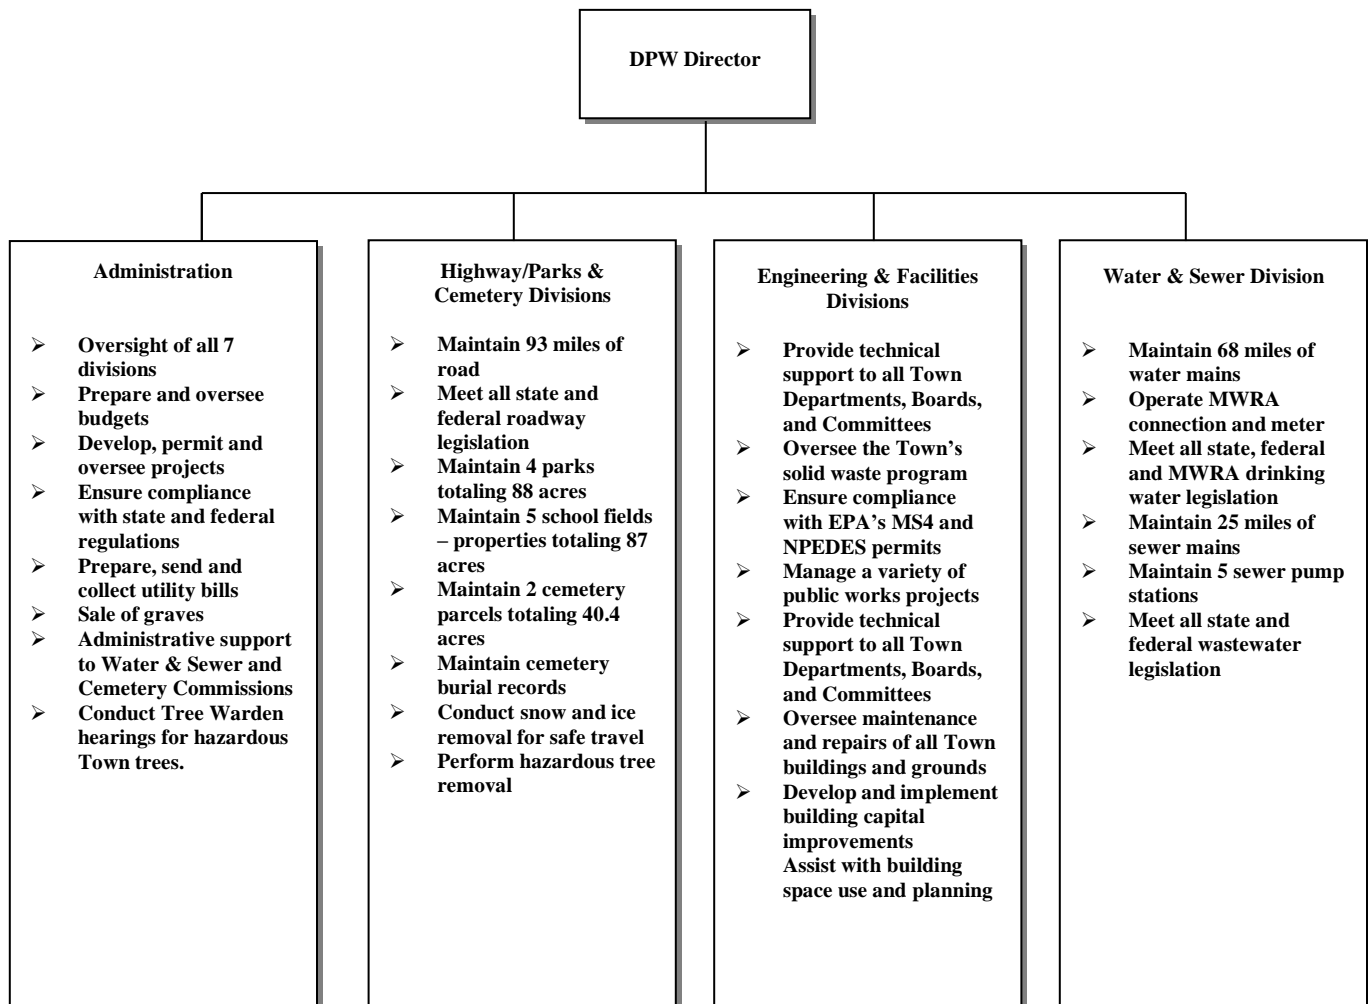 DPW Director
Administration
➢ Oversight of all 7
divisions
➢ Prepare and oversee
budgets
➢ Develop, permit and
oversee projects
➢ Ensure compliance
with state and federal
regulations
➢ Prepare, send and
collect utility bills
➢ Sale of graves
➢ Administrative support
to Water & Sewer and
Cemetery Commissions
➢ Conduct Tree Warden
hearings for hazardous
Town trees.
Highway/Parks &
Cemetery Divisions
➢ Maintain 93 miles of
road
➢ Meet all state and
federal roadway
legislation
➢ Maintain 4 parks
totaling 88 acres
➢ Maintain 5 school fields
– properties totaling 87
acres
➢ Maintain 2 cemetery
parcels totaling 40.4
acres
➢ Maintain cemetery
burial records
➢ Conduct snow and ice
removal for safe travel
➢ Perform hazardous tree
removal
Engineering & Facilities
Divisions
➢ Provide technical
support to all Town
Departments, Boards,
and Committees
➢ Oversee the Town’s
solid waste program
➢ Ensure compliance
with EPA’s MS4 and
NPEDES permits
➢ Manage a variety of
public works projects
➢ Provide technical
support to all Town
Departments, Boards,
and Committees
➢ Oversee maintenance
and repairs of all Town
buildings and grounds
➢ Develop and implement
building capital
improvements
Assist with building
space use and planning
Water & Sewer Division
➢ Maintain 68 miles of
water mains
➢ Operate MWRA
connection and meter
➢ Meet all state, federal
and MWRA drinking
water legislation
➢ Maintain 25 miles of
sewer mains
➢ Maintain 5 sewer pump
stations
➢ Meet all state and
federal wastewater
legislation